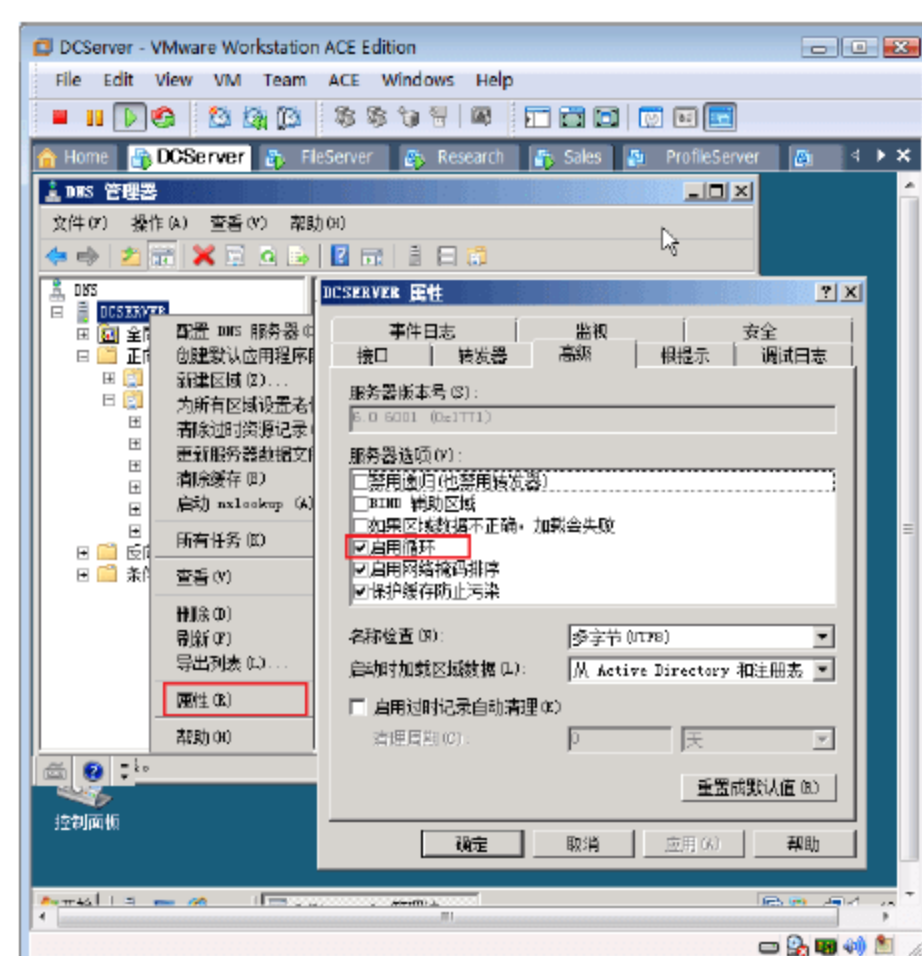 DCServer - VMware Workstation ACE Edition
File Edit View VM Team ACE Windows Help
Home DCServer FileServer Research Sales ProfileServer
DNS 管理器
文件(F) 操作(A) 查看(V) 帮助(H)
DNS
DCSERVER
全
正
反
条件
配置 DNS 服务器(C
创建默认应用程序
新建区域(Z)...
为所有区域设置老化
清除过时资源记录
更新服务器数据文件
清除缓存(E)
启动 nslookup (A)
所有任务(K)
查看(V)
删除(D)
刷新(F)
导出列表(L)...
属性(R)
帮助(H)
DCSERVER 属性
事件日志 监视 安全
接口 转发器 高级 根提示 调试日志
服务器版本号(S):
6.0 6001 (0x1771)
服务器选项(V):
禁用递归(也禁用转发器)
BIND 辅助区域
如果区域数据不正确，加载会失败
启用循环
启用网络掩码排序
保护缓存防止污染
名称检查(N):
多字节(UTF8)
启动时加载区域数据(L):
从 Active Directory 和注册表
启用过时记录自动清理(E)
清理周期(C):
0
天
重置成默认值(R)
确定 取消 应用(A) 帮助
控制面板